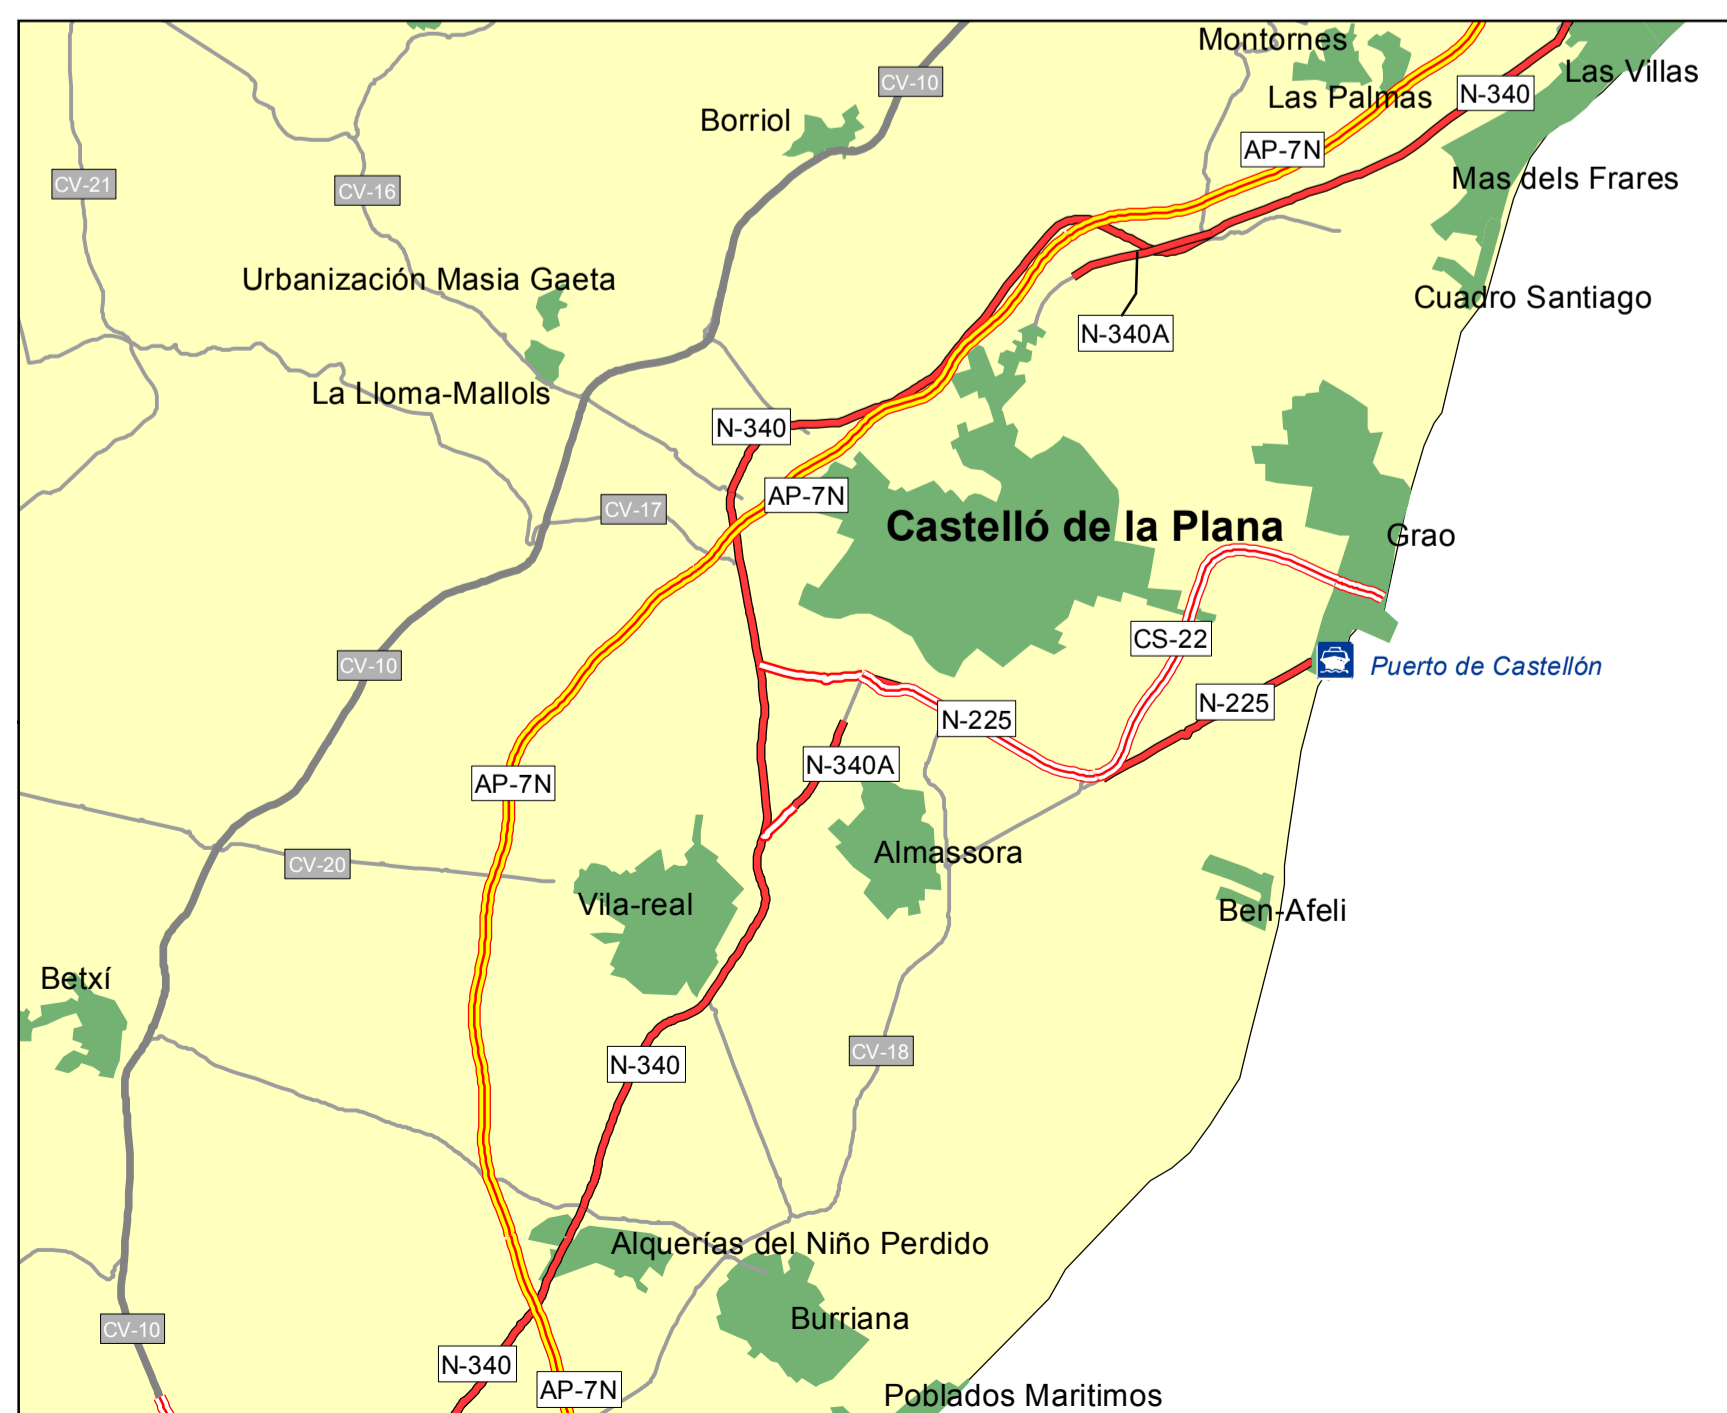 Montornes
Las Villas
CV-10
Las Palmas
N-340
Borriol
AP-7N
CV-21
CV-16
Mas dels Frares
Urbanización Masia Gaeta
Cuadro Santiago
N-340A
La Lloma-Mallols
N-340
AP-7N
CV-17
Castelló de la Plana
Grao
CS-22
CV-10
Puerto de Castellón
N-225
N-225
N-340A
AP-7N
Almassora
CV-20
Vila-real
Ben-Afeli
Betxí
CV-18
N-340
Alquerías del Niño Perdido
Burriana
CV-10
N-340
AP-7N
Poblados Maritimos